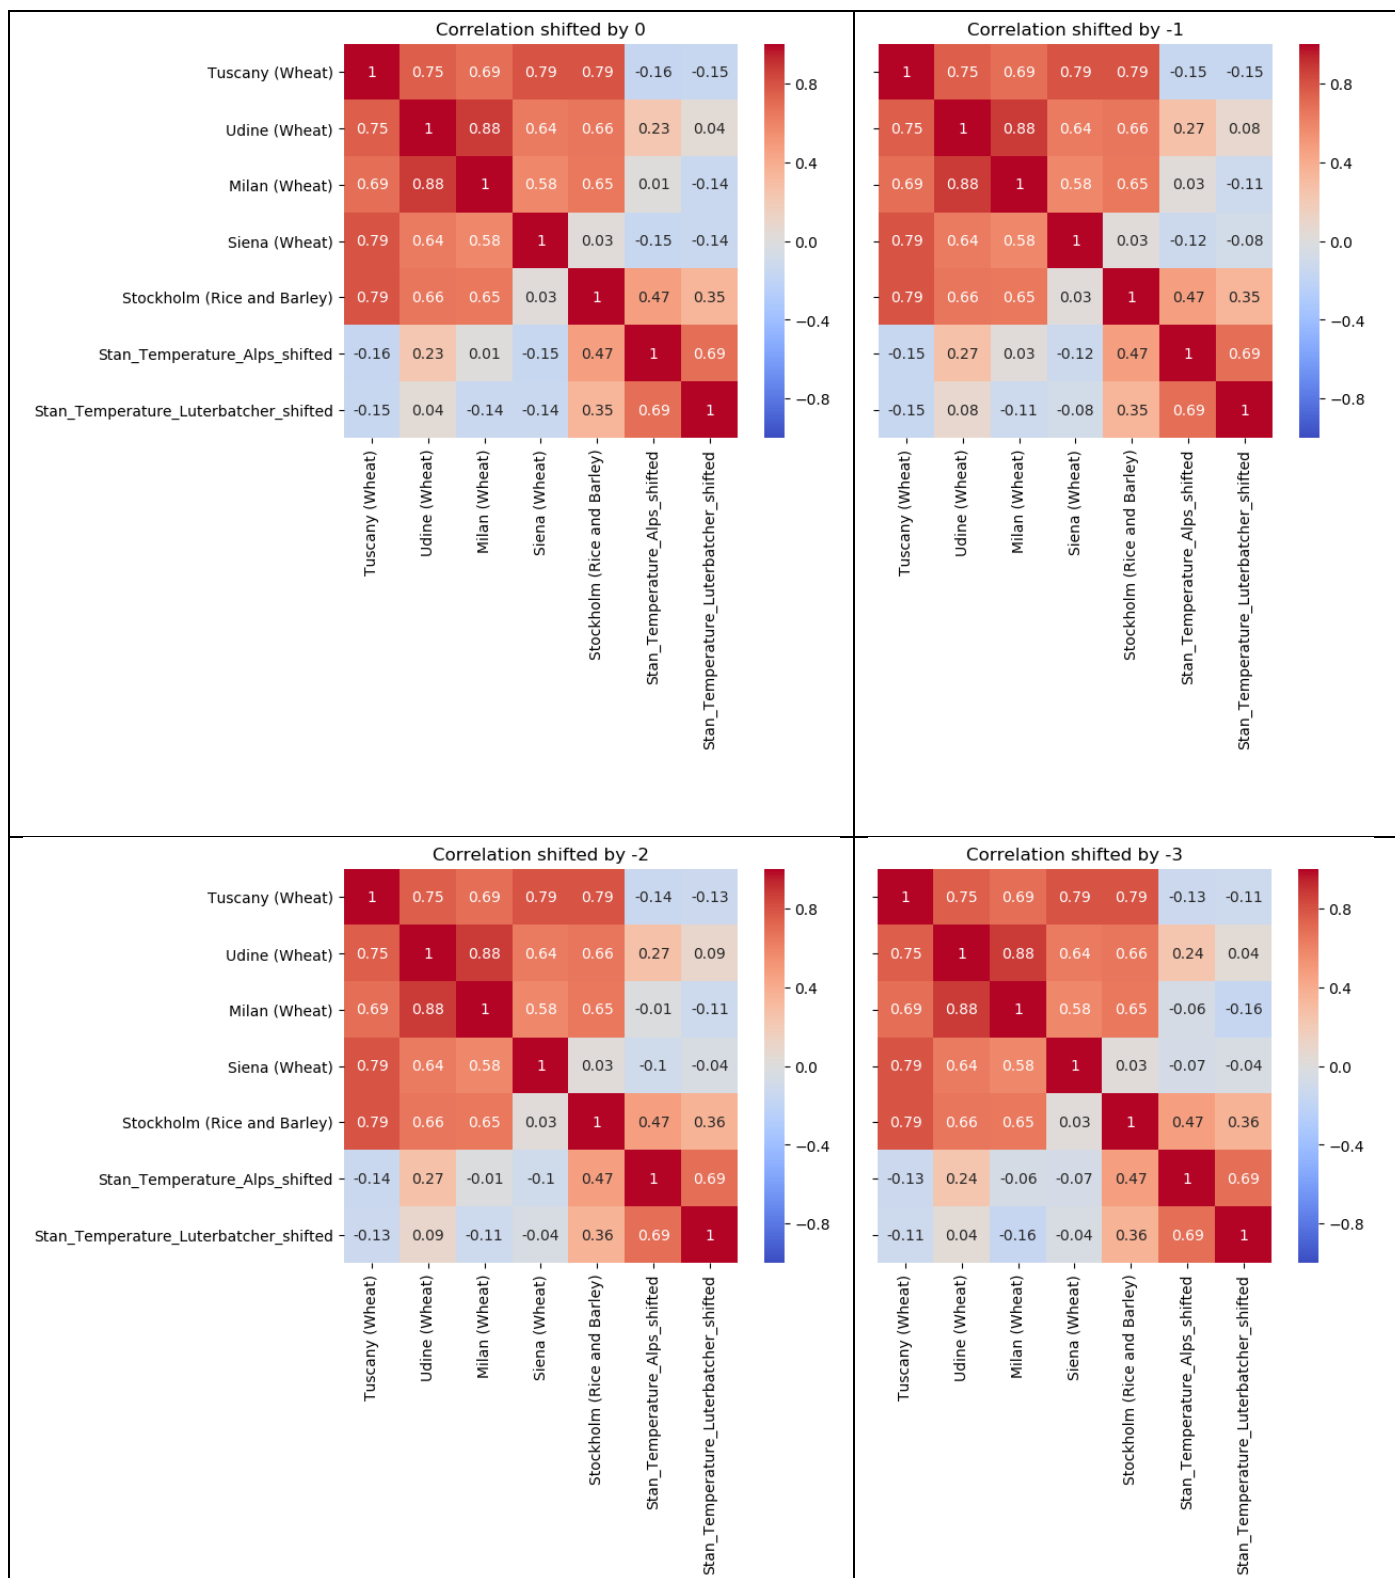 Correlation shifted by 0
Tuscany (Wheat) 1 0.75 0.69 0.79 0.79 -0.16 -0.15
Udine (Wheat) 0.75 1 0.88 0.64 0.66 0.23 0.04
Milan (Wheat) 0.69 0.88 1 0.58 0.65 0.01 -0.14
Siena (Wheat) 0.79 0.64 0.58 1 0.03 -0.15 -0.14
Stockholm (Rice and Barley) 0.79 0.66 0.65 0.03 1 0.47 0.35
Stan_Temperature_Alps_shifted -0.16 0.23 0.01 -0.15 0.47 1 0.69
Stan_Temperature_Luterbatcher_shifted -0.15 0.04 -0.14 -0.14 0.35 0.69 1
0.8
0.4
0.0
−0.4
−0.8
Tuscany (Wheat)
Udine (Wheat)
Milan (Wheat)
Siena (Wheat)
Stockholm (Rice and Barley)
Stan_Temperature_Alps_shifted
Stan_Temperature_Luterbatcher_shifted
Correlation shifted by -1
1 0.75 0.69 0.79 0.79 -0.15 -0.15
0.75 1 0.88 0.64 0.66 0.27 0.08
0.69 0.88 1 0.58 0.65 0.03 -0.11
0.79 0.64 0.58 1 0.03 -0.12 -0.08
0.79 0.66 0.65 0.03 1 0.47 0.35
-0.15 0.27 0.03 -0.12 0.47 1 0.69
-0.15 0.08 -0.11 -0.08 0.35 0.69 1
0.8
0.4
0.0
−0.4
−0.8
Tuscany (Wheat)
Udine (Wheat)
Milan (Wheat)
Siena (Wheat)
Stockholm (Rice and Barley)
Stan_Temperature_Alps_shifted
Stan_Temperature_Luterbatcher_shifted
Correlation shifted by -2
Tuscany (Wheat) 1 0.75 0.69 0.79 0.79 -0.14 -0.13
Udine (Wheat) 0.75 1 0.88 0.64 0.66 0.27 0.09
Milan (Wheat) 0.69 0.88 1 0.58 0.65 -0.01 -0.11
Siena (Wheat) 0.79 0.64 0.58 1 0.03 -0.1 -0.04
Stockholm (Rice and Barley) 0.79 0.66 0.65 0.03 1 0.47 0.36
Stan_Temperature_Alps_shifted -0.14 0.27 -0.01 -0.1 0.47 1 0.69
Stan_Temperature_Luterbatcher_shifted -0.13 0.09 -0.11 -0.04 0.36 0.69 1
0.8
0.4
0.0
−0.4
−0.8
Tuscany (Wheat)
Udine (Wheat)
Milan (Wheat)
Siena (Wheat)
Stockholm (Rice and Barley)
Stan_Temperature_Alps_shifted
Stan_Temperature_Luterbatcher_shifted
Correlation shifted by -3
1 0.75 0.69 0.79 0.79 -0.13 -0.11
0.75 1 0.88 0.64 0.66 0.24 0.04
0.69 0.88 1 0.58 0.65 -0.06 -0.16
0.79 0.64 0.58 1 0.03 -0.07 -0.04
0.79 0.66 0.65 0.03 1 0.47 0.36
-0.13 0.24 -0.06 -0.07 0.47 1 0.69
-0.11 0.04 -0.16 -0.04 0.36 0.69 1
0.8
0.4
0.0
−0.4
−0.8
Tuscany (Wheat)
Udine (Wheat)
Milan (Wheat)
Siena (Wheat)
Stockholm (Rice and Barley)
Stan_Temperature_Alps_shifted
Stan_Temperature_Luterbatcher_shifted